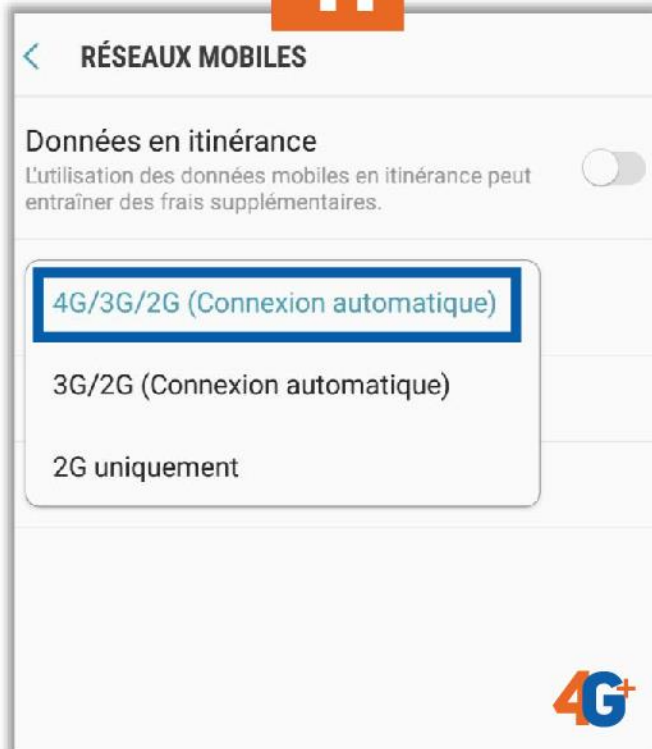 RÉSEAUX MOBILES
Données en itinérance
L'utilisation des données mobiles en itinérance peut
entraîner des frais supplémentaires.
4G/3G/2G (Connexion automatique)
3G/2G (Connexion automatique)
2G uniquement
4G+